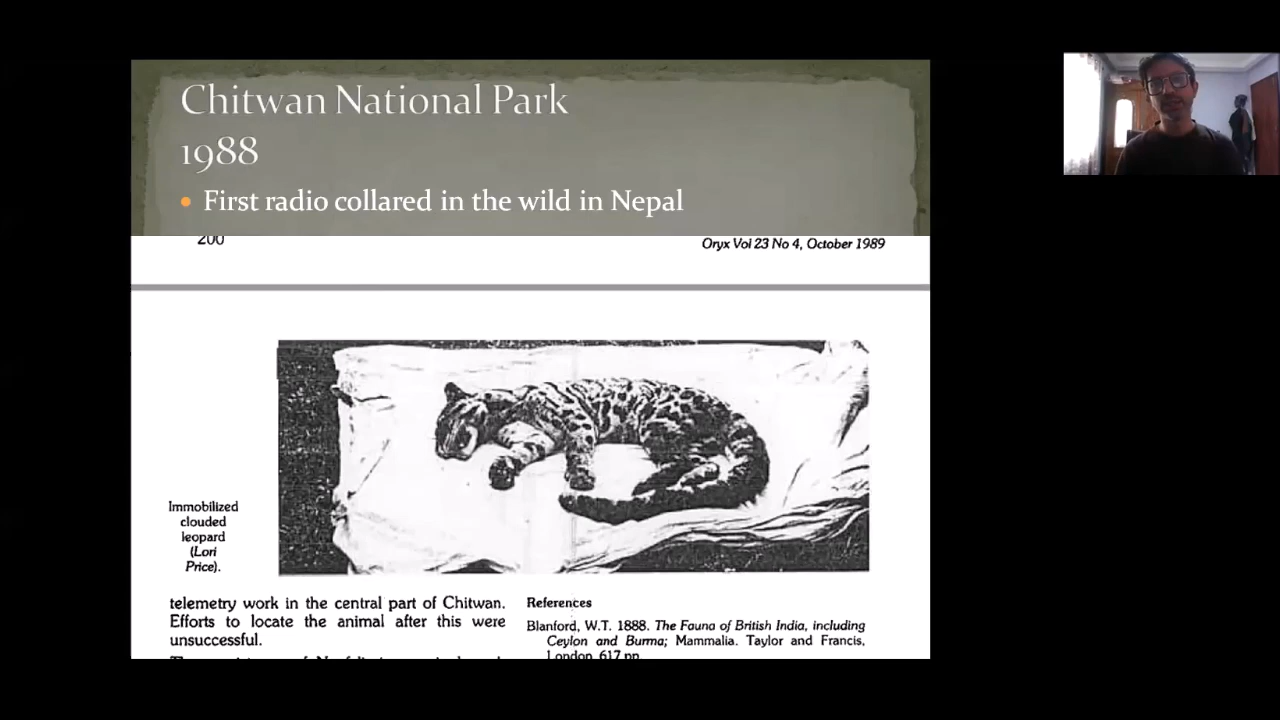 Chitwan National Park
1988
• First radio collared in the wild in Nepal
200
Oryx Vol 23 No 4, October 1989
Immobilized
clouded
leopard
(Lori
Price).
telemetry work in the central part of Chitwan.
Efforts to locate the animal after this were
unsuccessful.
References
Blanford, W.T. 1888. The Fauna of British India, including
Ceylon and Burma; Mammalia. Taylor and Francis,
London. 617 pp.